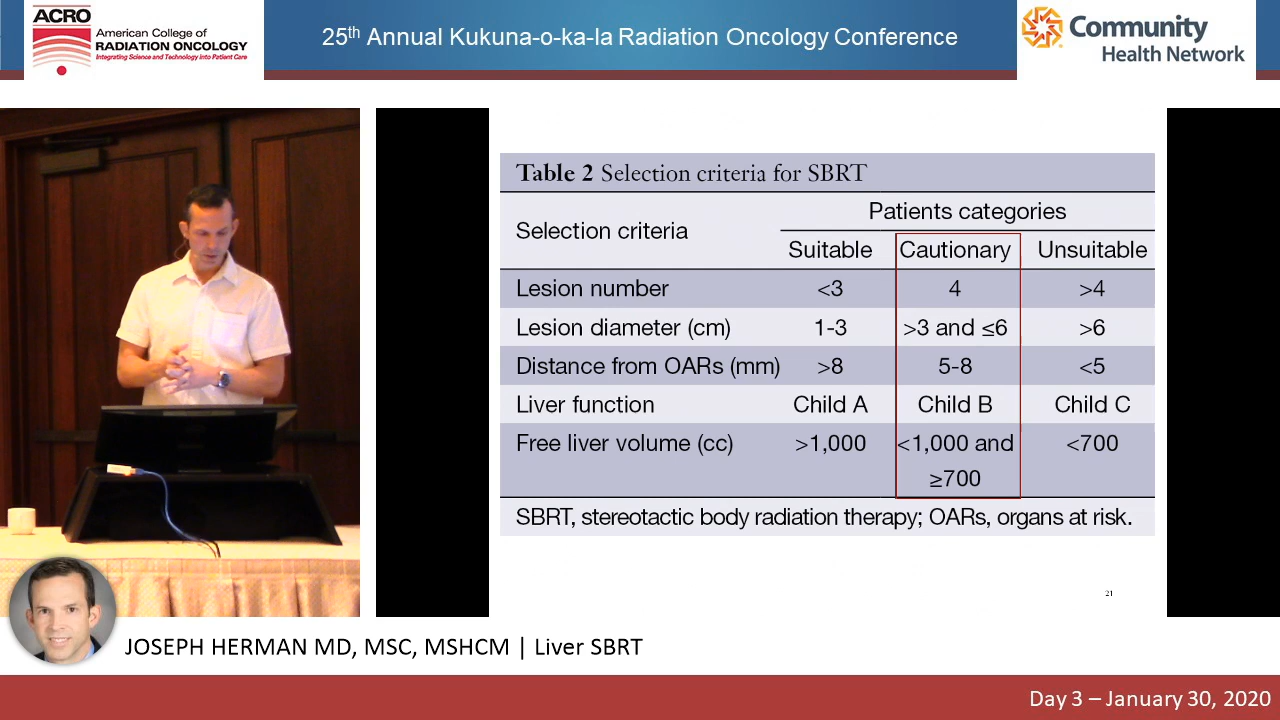 ACRO
American College of
RADIATION ONCOLOGY
Integrating Science and Technology Into Patient Care
25th Annual Kukuna-o-ka-la Radiation Oncology Conference
Community
Health Network
Table 2 Selection criteria for SBRT
Selection criteria
Patients categories
Suitable Cautionary Unsuitable
Lesion number <3 4 >4
Lesion diameter (cm) 1-3 >3 and ≤6 >6
Distance from OARs (mm) >8 5-8 <5
Liver function Child A Child B Child C
Free liver volume (cc) >1,000 <1,000 and <700
≥700
SBRT, stereotactic body radiation therapy; OARs, organs at risk.
21
JOSEPH HERMAN MD, MSC, MSHCM | Liver SBRT
Day 3 – January 30, 2020